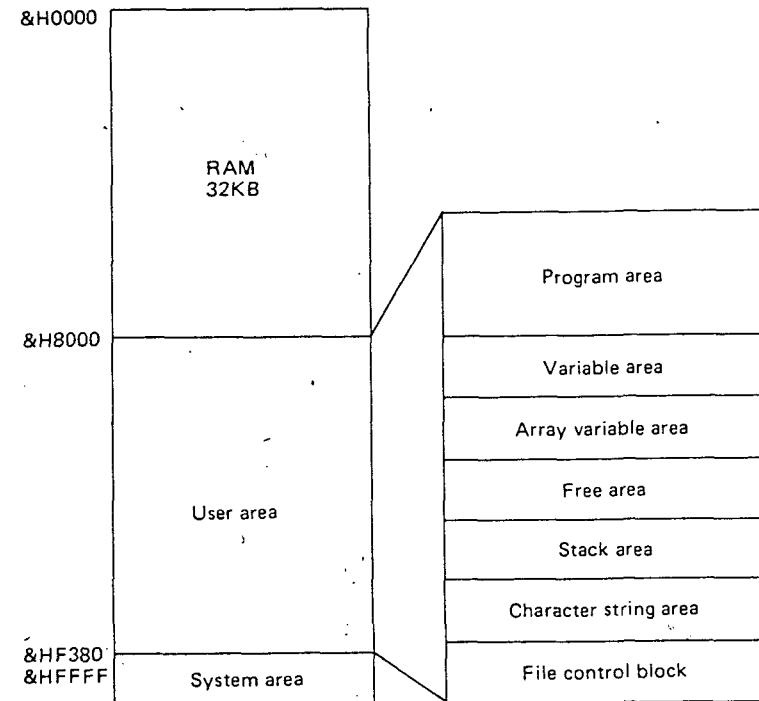 &H0000
RAM
32KB
&H8000
User area
&HF380
&HFFFF
System area
Program area
Variable area
Array variable area
Free area
Stack area
Character string area
File control block